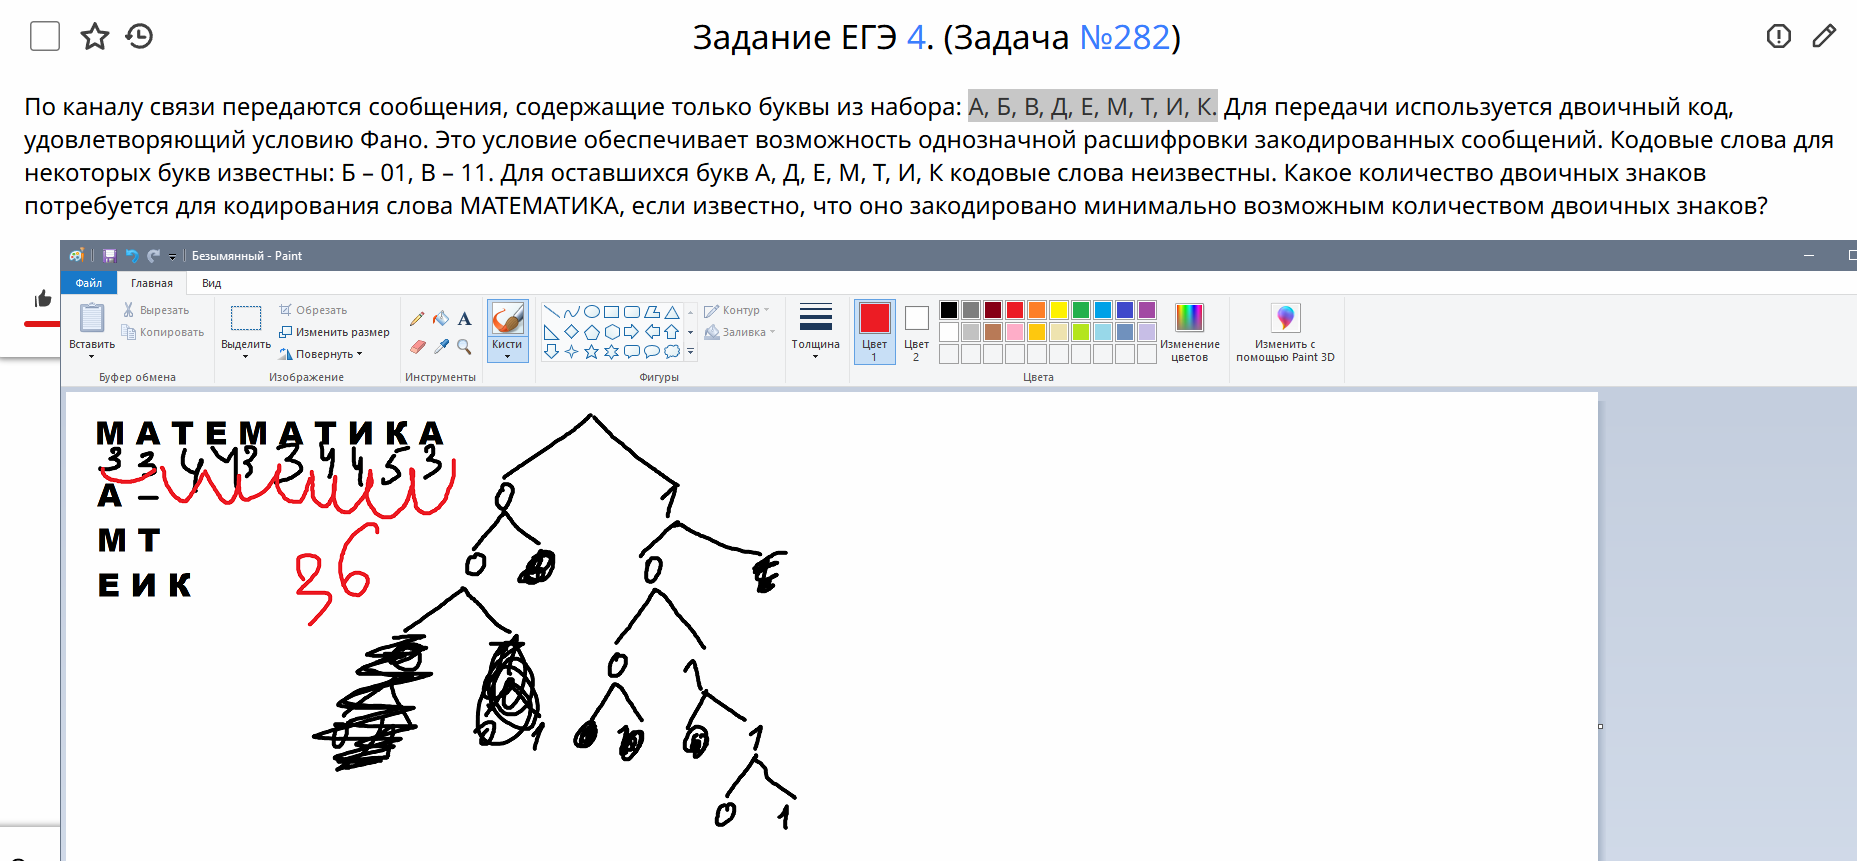 Задание ЕГЭ 4. (Задача №282)
По каналу связи передаются сообщения, содержащие только буквы из набора: А, Б, В, Д, Е, М, Т, И, К. Для передачи используется двоичный код,
удовлетворяющий условию Фано. Это условие обеспечивает возможность однозначной расшифровки закодированных сообщений. Кодовые слова для
некоторых букв известны: Б – 01, В – 11. Для оставшихся букв А, Д, Е, М, Т, И, К кодовые слова неизвестны. Какое количество двоичных знаков
потребуется для кодирования слова МАТЕМАТИКА, если известно, что оно закодировано минимально возможным количеством двоичных знаков?
Безымянный - Paint
Файл Главная Вид
Вставить
Вырезать
Копировать
Буфер обмена
Выделить
Обрезать
Изменить размер
Повернуть
Изображение
Инструменты
Кисти
Фигуры
Контур
Заливка
Толщина
Цвет 1
Цвет 2
Цвета
Изменение цветов
Изменить с помощью Paint 3D
М А Т Е М А Т И К А
3 3 4 4 3 3 4 4 5 3
А –
М Т
Е И К
36
0 1
0 0
0 1
0 1 1
0 1